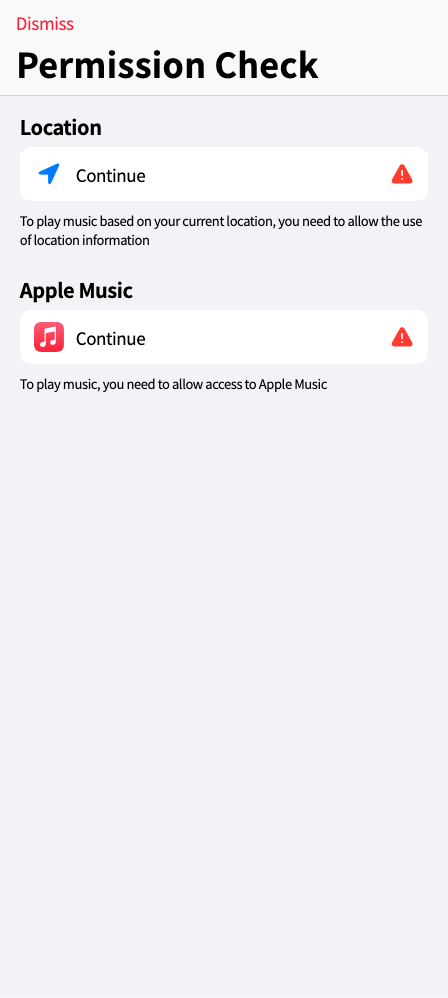 Dismiss
Permission Check
Location
Continue
To play music based on your current location, you need to allow the use
of location information
Apple Music
Continue
To play music, you need to allow access to Apple Music